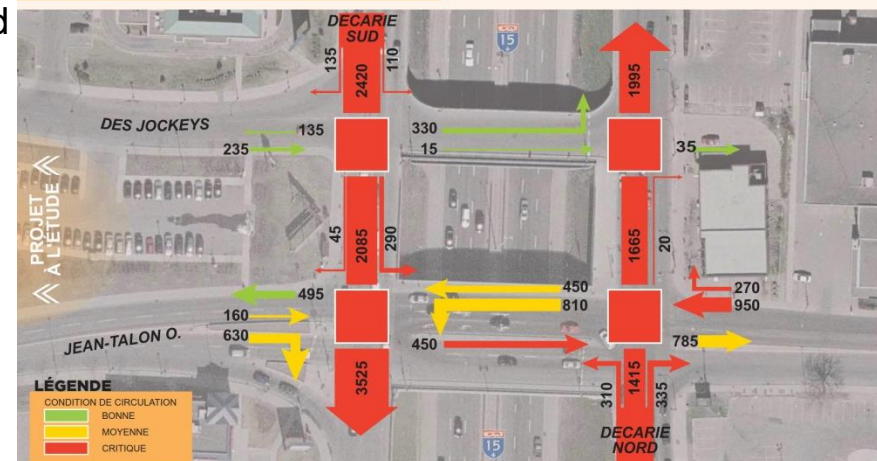 d
DECARIE
SUD
15
135
2420
110
1995
DES JOCKEYS
135
330
235
15
35
PROJET
À L'ÉTUDE
45
2085
290
1665
20
495
450
270
810
950
160
JEAN-TALON O.
630
450
785
3525
310
1415
335
LÉGENDE
CONDITION DE CIRCULATION
BONNE
MOYENNE
CRITIQUE
15
DECARIE
NORD